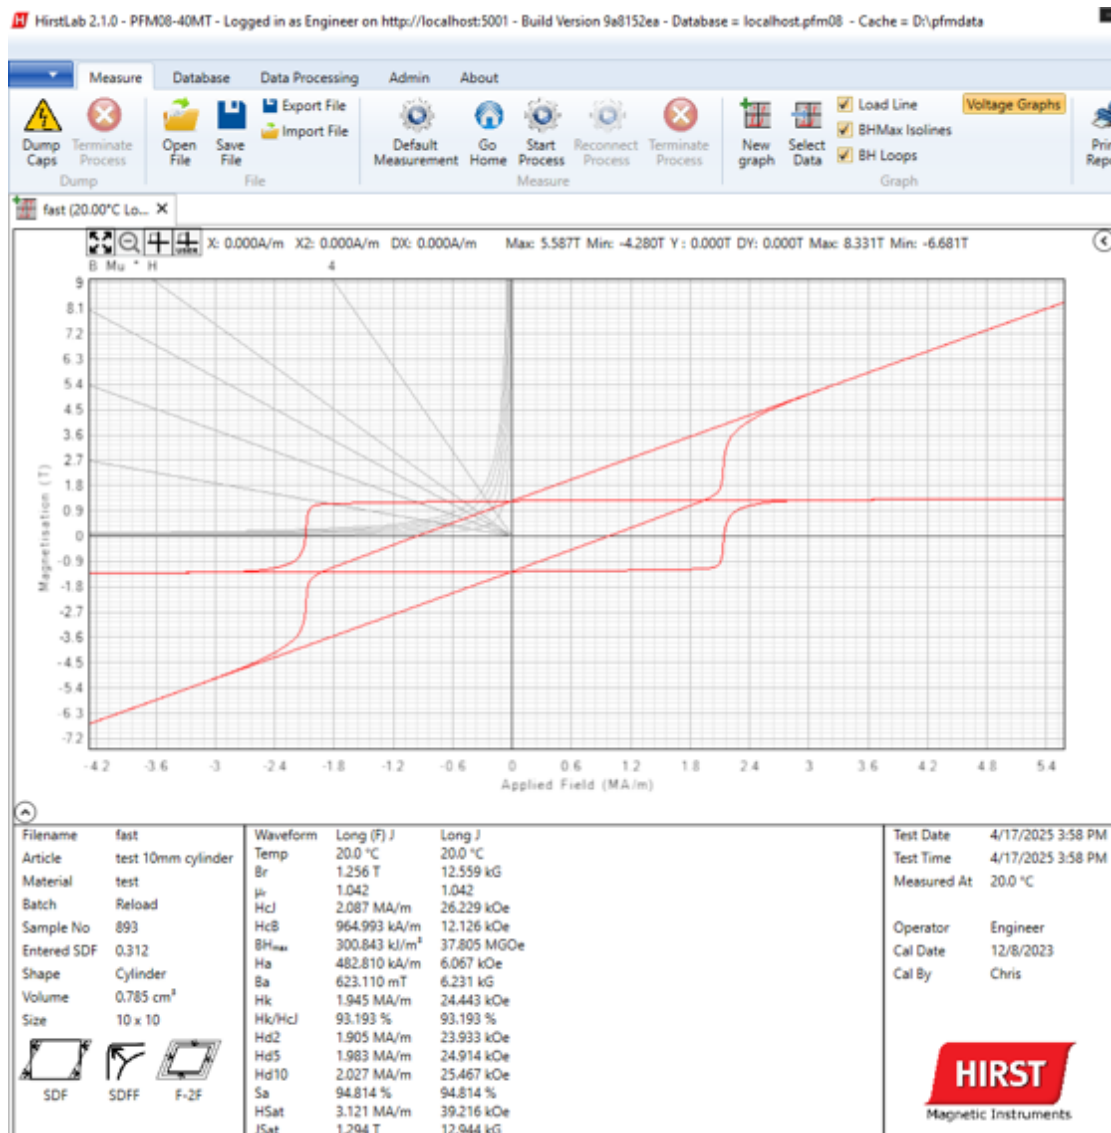 HirstLab 2.1.0 - PFM08-40MT - Logged in as Engineer on http://localhost:5001 - Build Version 9a8152ea - Database = localhost.pfm08 - Cache = D:\pfmdata
Measure Database Data Processing Admin About
Dump Caps
Terminate Process
Dump
Open File
Save File
Export File
Import File
File
Default Measurement
Go Home
Start Process
Reconnect Process
Terminate Process
Measure
New graph
Select Data
Load Line
BHMax Isolines
BH Loops
Voltage Graphs
Graph
fast (20.00°C Lo...
X: 0.000A/m X2: 0.000A/m DX: 0.000A/m Max: 5.587T Min: -4.280T Y : 0.000T DY: 0.000T Max: 8.331T Min: -6.681T
B Mu * H 4
9
8.1
7.2
6.3
5.4
4.5
3.6
2.7
1.8
0.9
0
-0.9
-1.8
-2.7
-3.6
-4.5
-5.4
-6.3
-7.2
Magnetisation (T)
-4.2 -3.6 -3 -2.4 -1.8 -1.2 -0.6 0 0.6 1.2 1.8 2.4 3 3.6 4.2 4.8 5.4
Applied Field (MA/m)
Filename fast
Article test 10mm cylinder
Material test
Batch Reload
Sample No 893
Entered SDF 0.312
Shape Cylinder
Volume 0.785 cm³
Size 10 x 10
SDF SDFF F-2F
Waveform Long (F) J Long J
Temp 20.0 °C 20.0 °C
Br 1.256 T 12.559 kG
μr 1.042 1.042
HcJ 2.087 MA/m 26.229 kOe
HcB 964.993 kA/m 12.126 kOe
BHmax 300.843 kJ/m³ 37.805 MGOe
Ha 482.810 kA/m 6.067 kOe
Ba 623.110 mT 6.231 kG
Hk 1.945 MA/m 24.443 kOe
Hk/HcJ 93.193 % 93.193 %
Hd2 1.905 MA/m 23.933 kOe
Hd5 1.983 MA/m 24.914 kOe
Hd10 2.027 MA/m 25.467 kOe
Sa 94.814 % 94.814 %
HSat 3.121 MA/m 39.216 kOe
JSat 1.294 T 12.944 kG
Test Date 4/17/2025 3:58 PM
Test Time 4/17/2025 3:58 PM
Measured At 20.0 °C
Operator Engineer
Cal Date 12/8/2023
Cal By Chris
HIRST
Magnetic Instruments